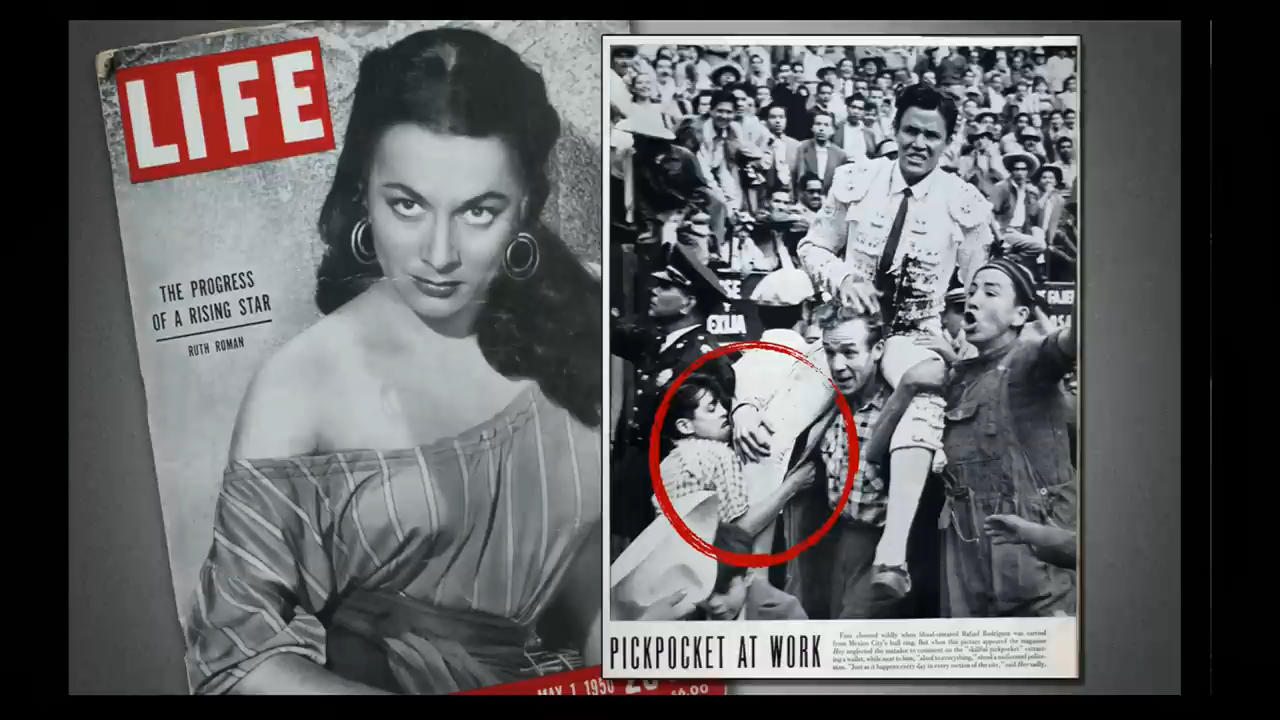 LIFE
THE PROGRESS
OF A RISING STAR
RUTH ROMAN
MAY 1, 1950
PICKPOCKET AT WORK
Fans cheered wildly when blood-smeared Rafael Rodriguez was carried
from Mexico City's bull ring. But when this picture appeared the magazine
Hoy neglected the matador to comment on the "skillful pickpocket" extract-
ing a wallet, while next to him, "aloof to everything," stood a uniformed police-
man. "Just as it happens every day in every section of the city," said Hoy sadly.